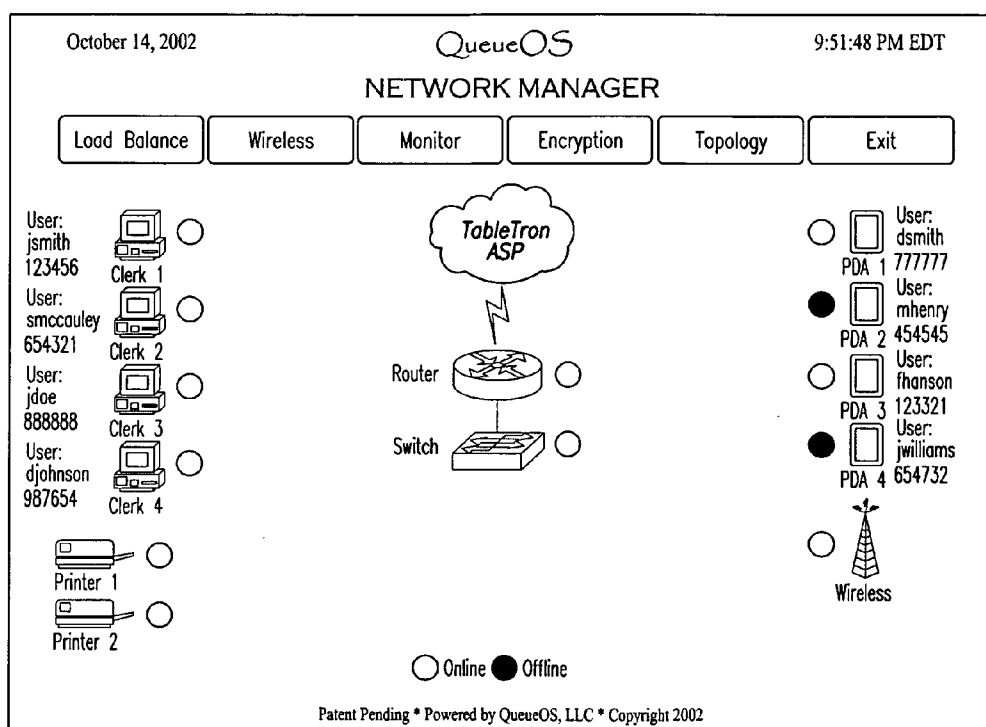 October 14, 2002
QueueOS
9:51:48 PM EDT
NETWORK MANAGER
Load Balance
Wireless
Monitor
Encryption
Topology
Exit
User:
jsmith
123456
Clerk 1
User:
smccauley
654321
Clerk 2
User:
jdoe
888888
Clerk 3
User:
djohnson
987654
Clerk 4
Printer 1
Printer 2
TableTron
ASP
Router
Switch
User:
dsmith
777777
PDA 1
User:
mhenry
454545
PDA 2
User:
fhanson
123321
PDA 3
User:
jwilliams
654732
PDA 4
Wireless
Online
Offline
Patent Pending * Powered by QueueOS, LLC * Copyright 2002